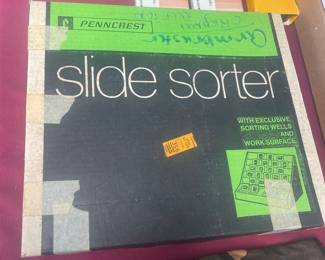 PENNCREST
slide sorter
WITH EXCLUSIVE
SORTING WELLS
AND
WORK SURFACE